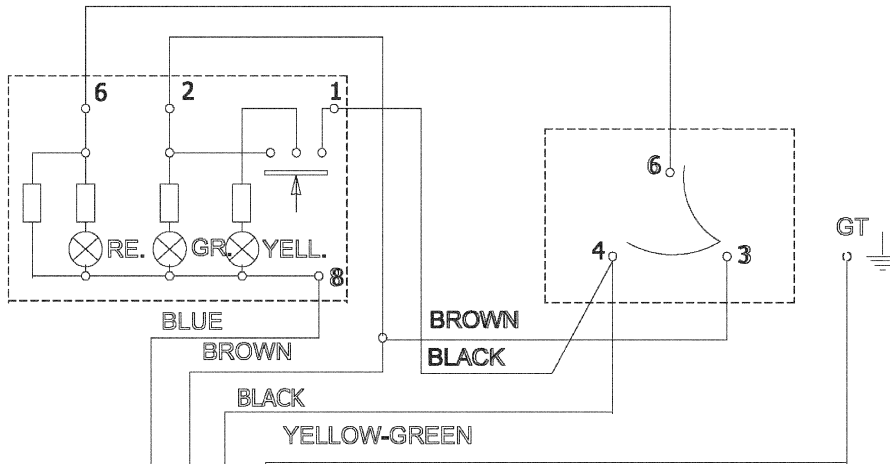 6 2 1
6
GT
RE. GR. YELL.
4 3
8
BLUE
BROWN
BROWN
BLACK
BLACK
YELLOW-GREEN